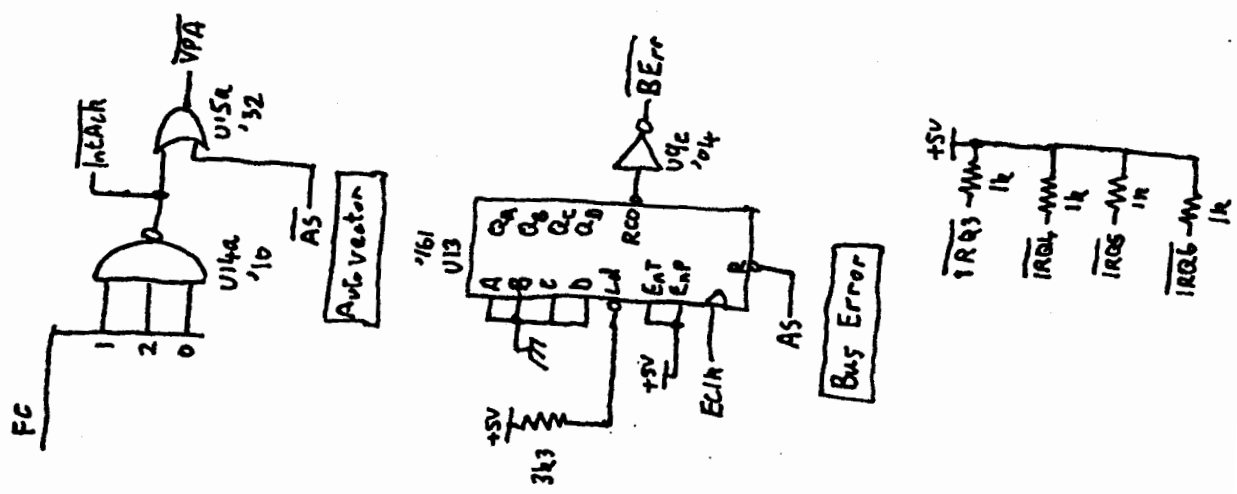 FC
1
2
0
U14a
'10
IntAck
AS
U15a
'32
VPA
Autovector
+5V
3k3
'161
U13
A
B
C
D
Ld
EnT
EnP
R
QA
QB
QC
QD
RCO
+5V
EClk
AS
U9c
'04
BErr
Bus Error
+5V
IRQ3
1k
IRQ4
1k
IRQ5
1k
IRQ6
1k